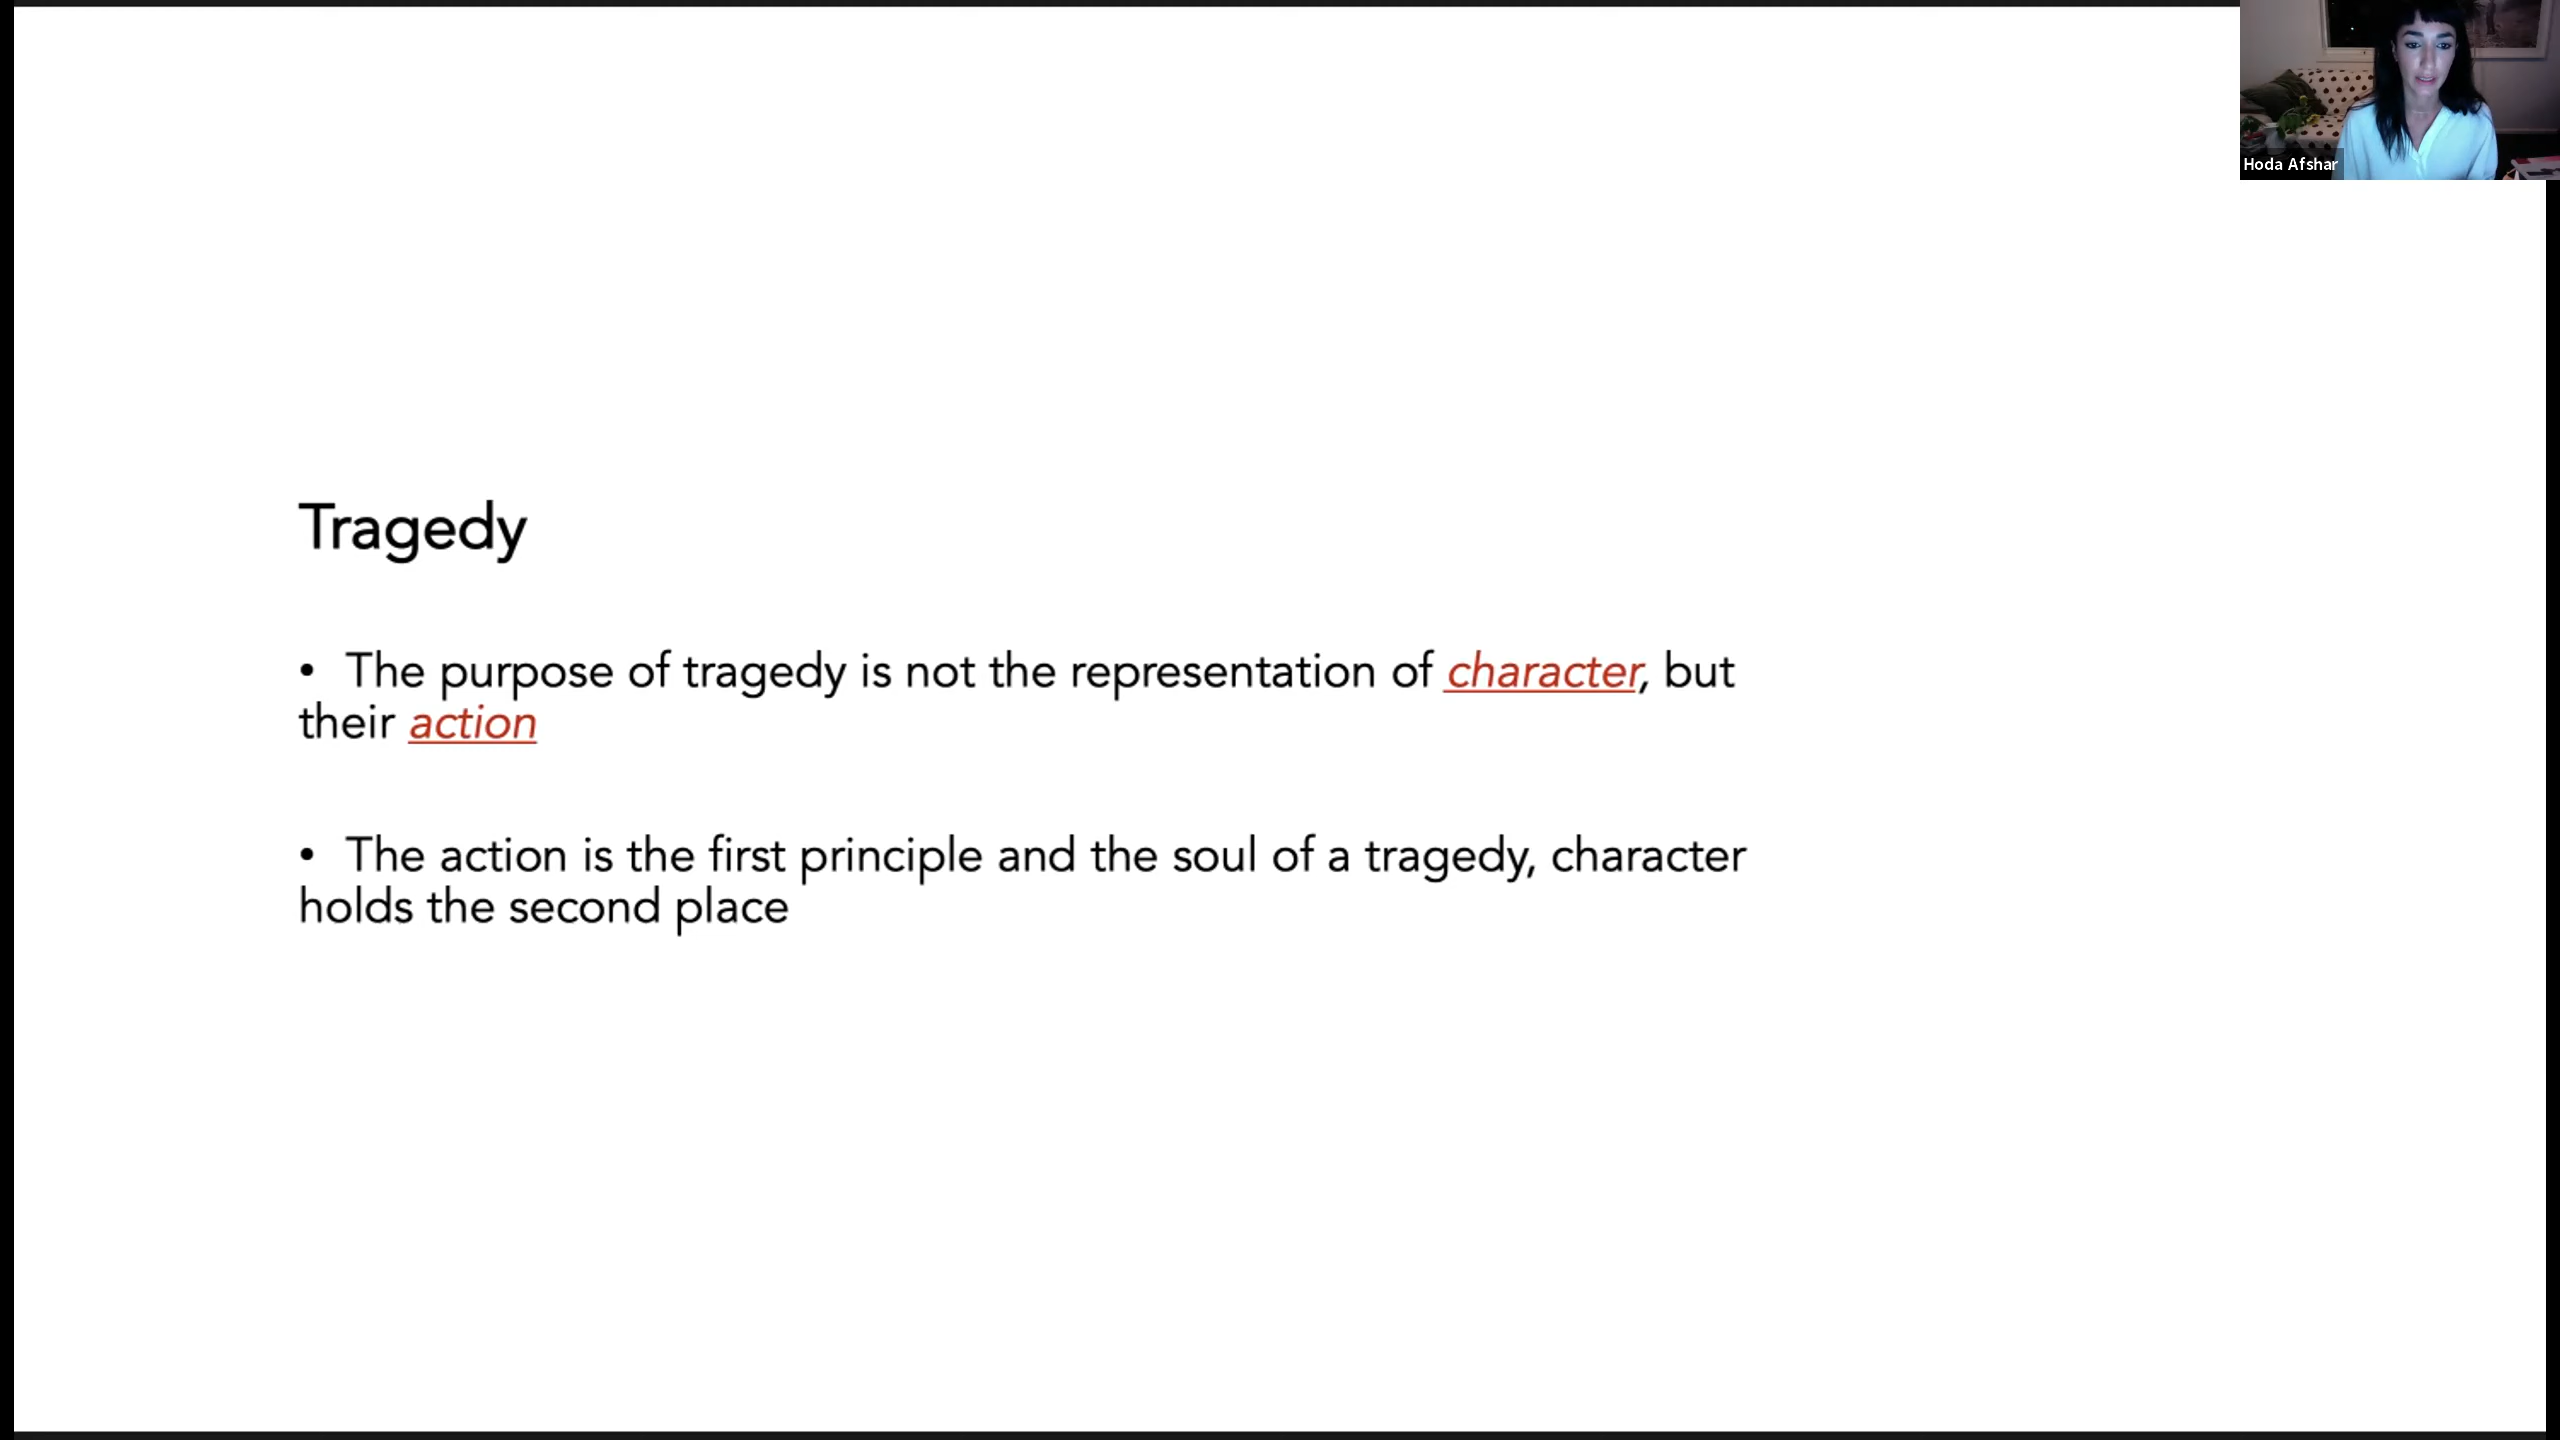 Hoda Afshar
Tragedy
• The purpose of tragedy is not the representation of character, but
their action
• The action is the first principle and the soul of a tragedy, character
holds the second place